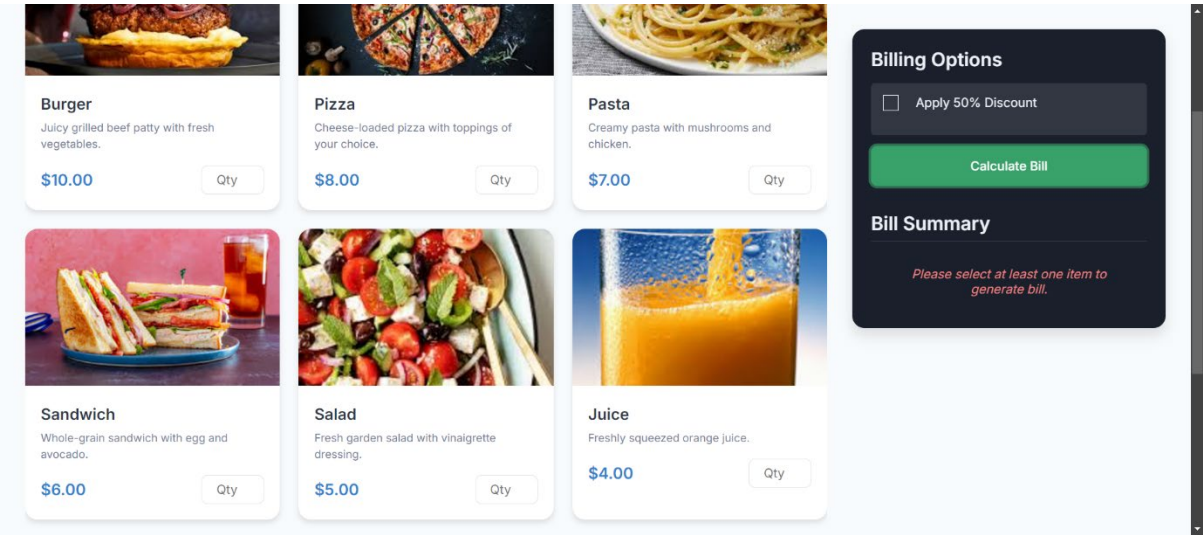 Burger
Juicy grilled beef patty with fresh
vegetables.
$10.00
Qty
Pizza
Cheese-loaded pizza with toppings of
your choice.
$8.00
Qty
Pasta
Creamy pasta with mushrooms and
chicken.
$7.00
Qty
Sandwich
Whole-grain sandwich with egg and
avocado.
$6.00
Qty
Salad
Fresh garden salad with vinaigrette
dressing.
$5.00
Qty
Juice
Freshly squeezed orange juice.
$4.00
Qty
Billing Options
Apply 50% Discount
Calculate Bill
Bill Summary
Please select at least one item to
generate bill.